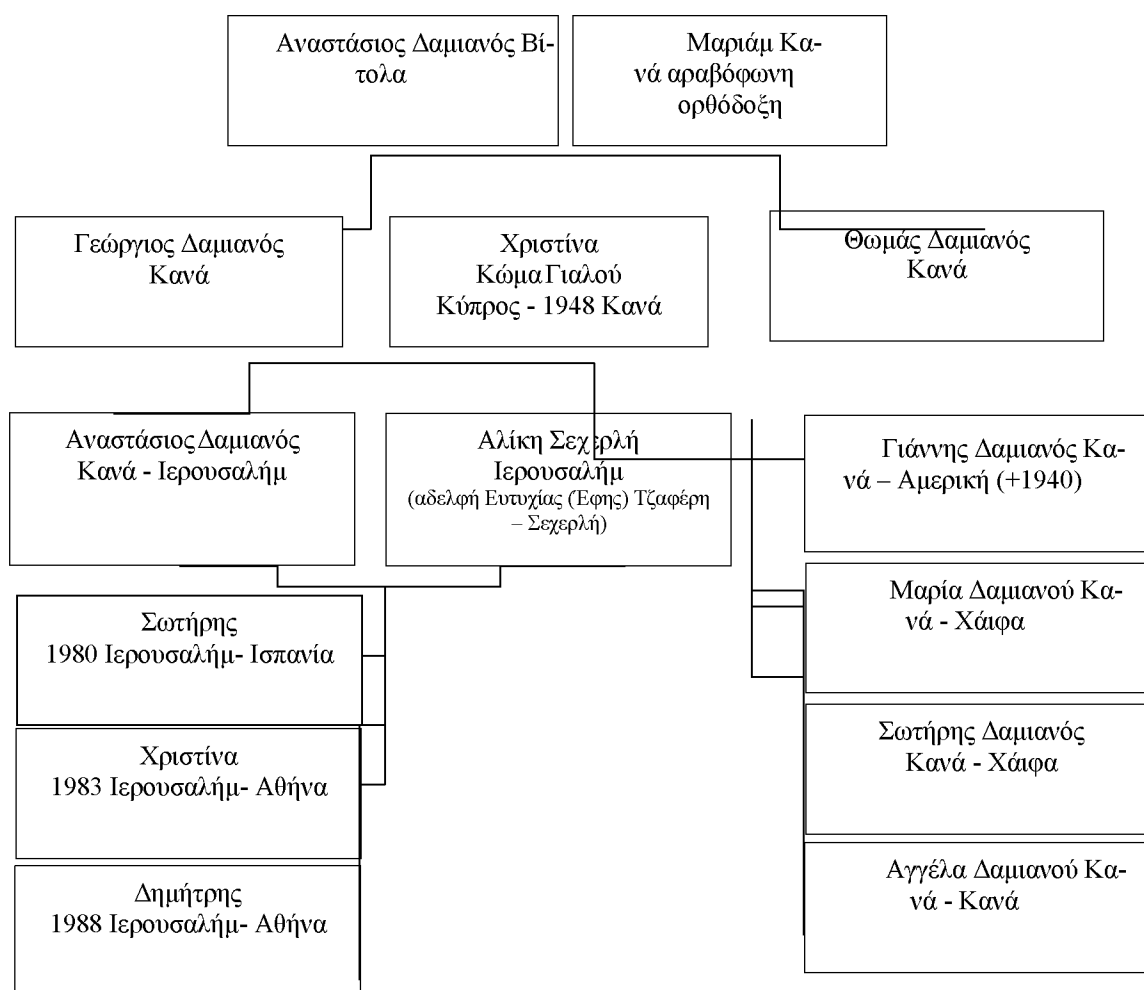 Αναστάσιος Δαμιανός Βί-
τολα
Μαριάμ Κα-
νά αραβόφωνη
ορθόδοξη
Γεώργιος Δαμιανός
Κανά
Χριστίνα
Κώμα Γιαλού
Κύπρος - 1948 Κανά
Θωμάς Δαμιανός
Κανά
Αναστάσιος Δαμιανός
Κανά - Ιερουσαλήμ
Αλίκη Σεχερλή
Ιερουσαλήμ
(αδελφή Ευτυχίας (Έφης) Τζαφέρη
– Σεχερλή)
Γιάννης Δαμιανός Κα-
νά – Αμερική (+1940)
Μαρία Δαμιανού Κα-
νά - Χάιφα
Σωτήρης Δαμιανός
Κανά - Χάιφα
Αγγέλα Δαμιανού Κα-
νά - Κανά
Σωτήρης
1980 Ιερουσαλήμ- Ισπανία
Χριστίνα
1983 Ιερουσαλήμ- Αθήνα
Δημήτρης
1988 Ιερουσαλήμ- Αθήνα